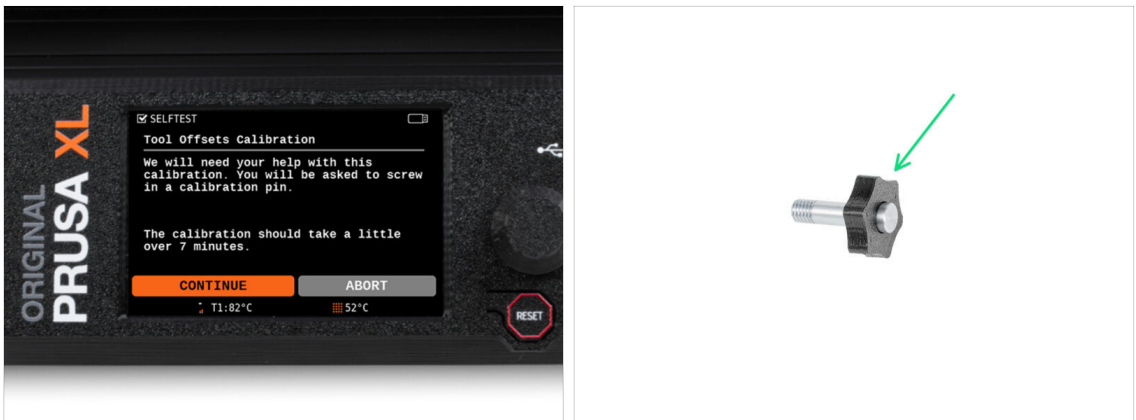 ORIGINAL
PRUSA XL
SELFTEST
Tool Offsets Calibration
We will need your help with this
calibration. You will be asked to screw
in a calibration pin.
The calibration should take a little
over 7 minutes.
CONTINUE
ABORT
T1:82°C
52°C
RESET